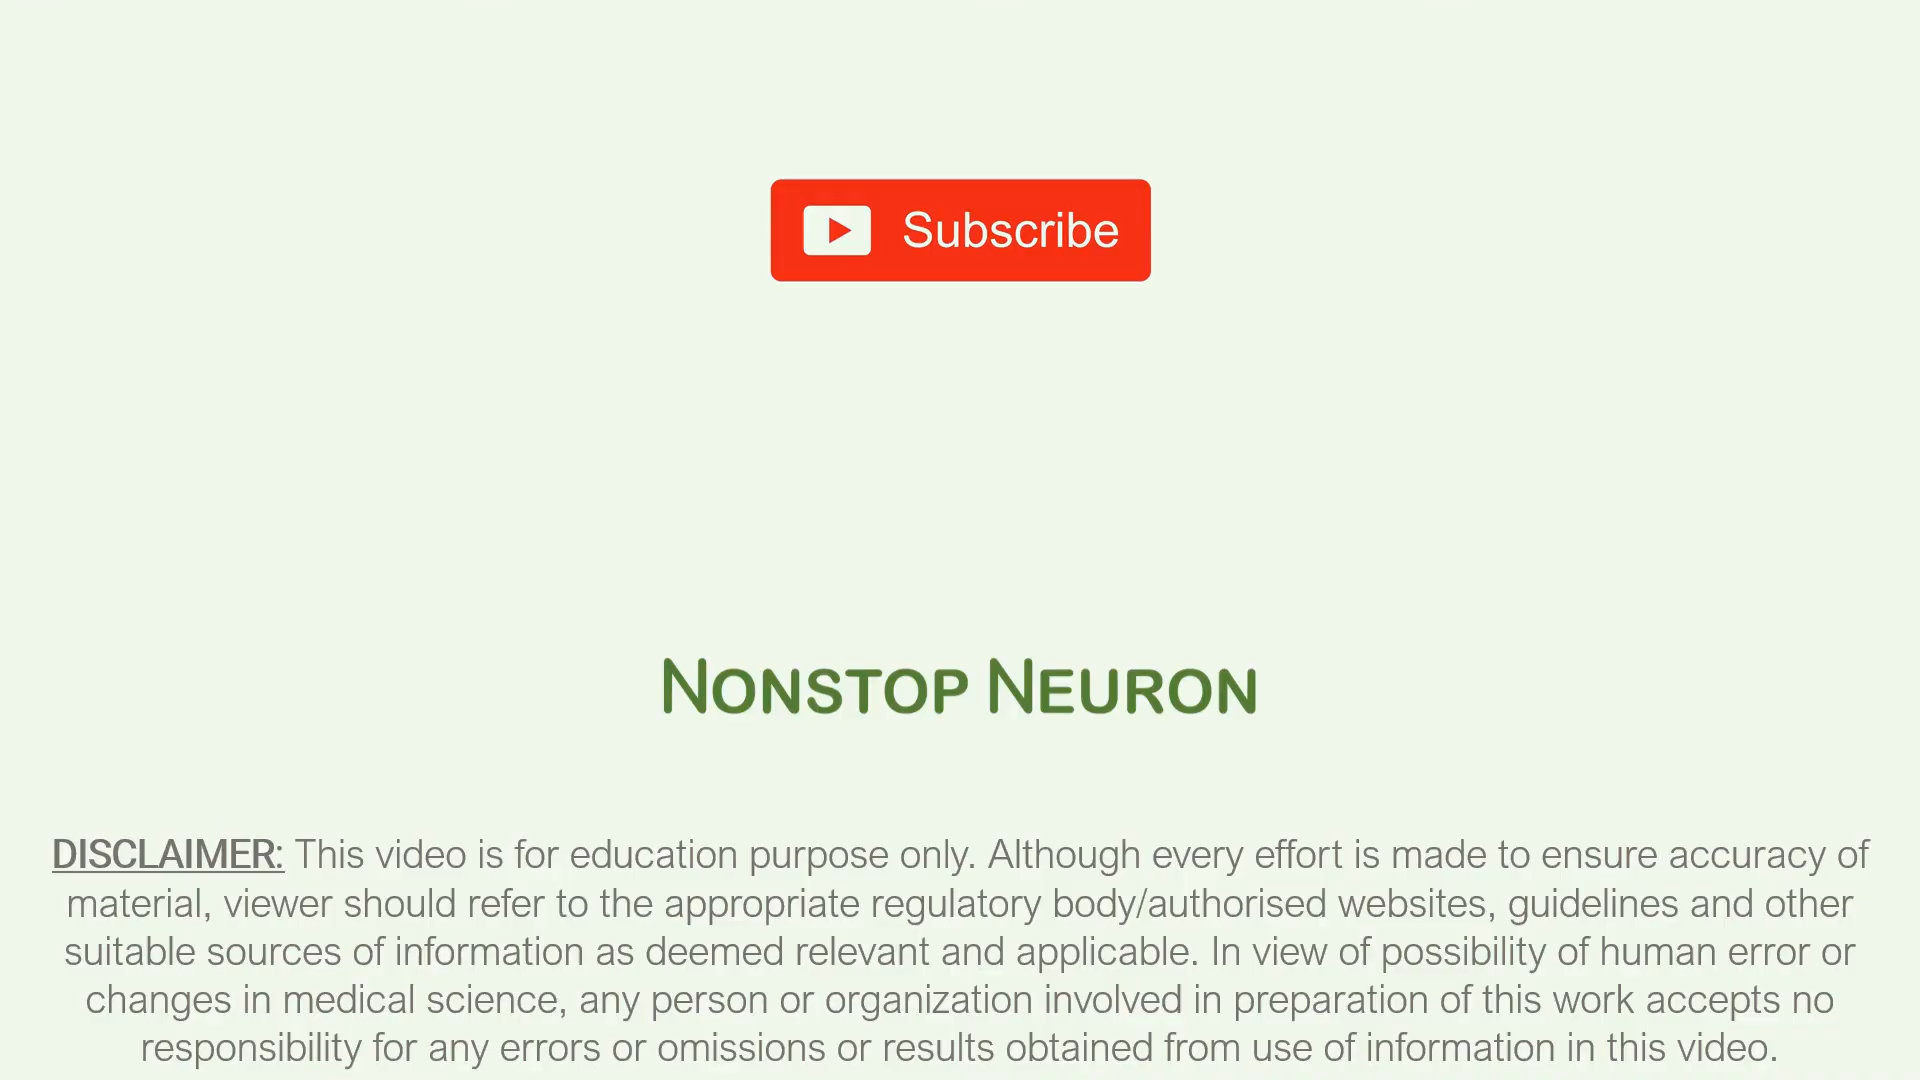 Subscribe
NONSTOP NEURON
DISCLAIMER: This video is for education purpose only. Although every effort is made to ensure accuracy of
material, viewer should refer to the appropriate regulatory body/authorised websites, guidelines and other
suitable sources of information as deemed relevant and applicable. In view of possibility of human error or
changes in medical science, any person or organization involved in preparation of this work accepts no
responsibility for any errors or omissions or results obtained from use of information in this video.